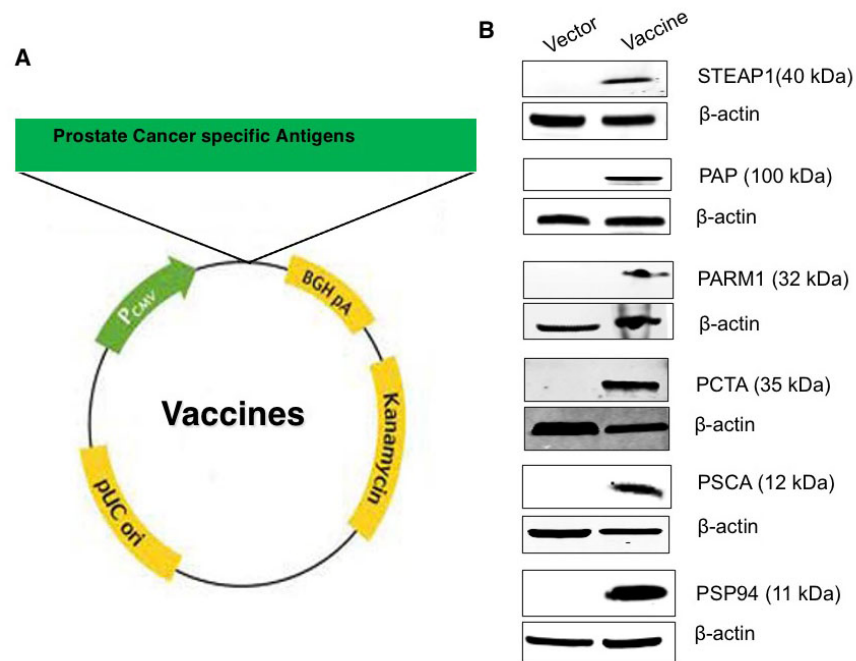 A
Prostate Cancer specific Antigens
PCMV
BGH pA
Kanamycin
pUC ori
Vaccines
B
Vector
Vaccine
STEAP1(40 kDa)
β-actin
PAP (100 kDa)
β-actin
PARM1 (32 kDa)
β-actin
PCTA (35 kDa)
β-actin
PSCA (12 kDa)
β-actin
PSP94 (11 kDa)
β-actin